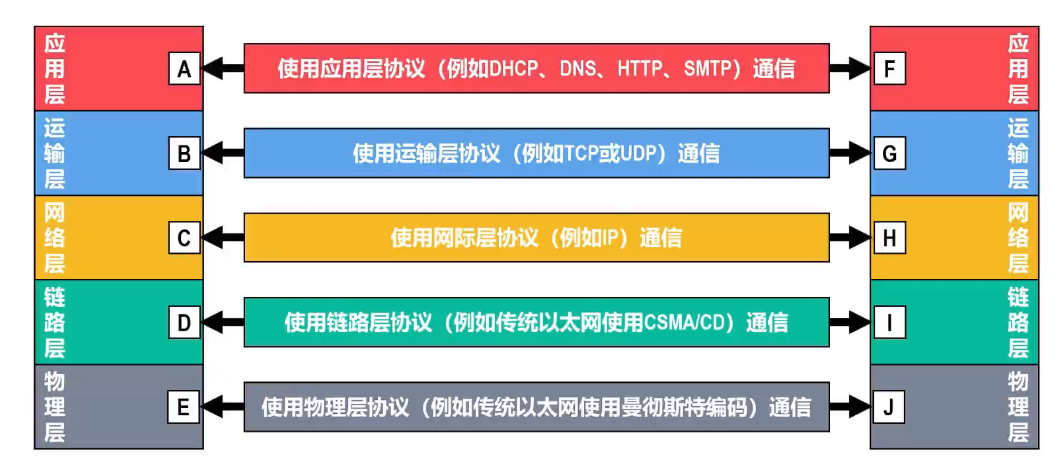 应用层
A
使用应用层协议（例如DHCP、DNS、HTTP、SMTP）通信
F
应用层
运输层
B
使用运输层协议（例如TCP或UDP）通信
G
运输层
网络层
C
使用网际层协议（例如IP）通信
H
网络层
链路层
D
使用链路层协议（例如传统以太网使用CSMA/CD）通信
I
链路层
物理层
E
使用物理层协议（例如传统以太网使用曼彻斯特编码）通信
J
物理层